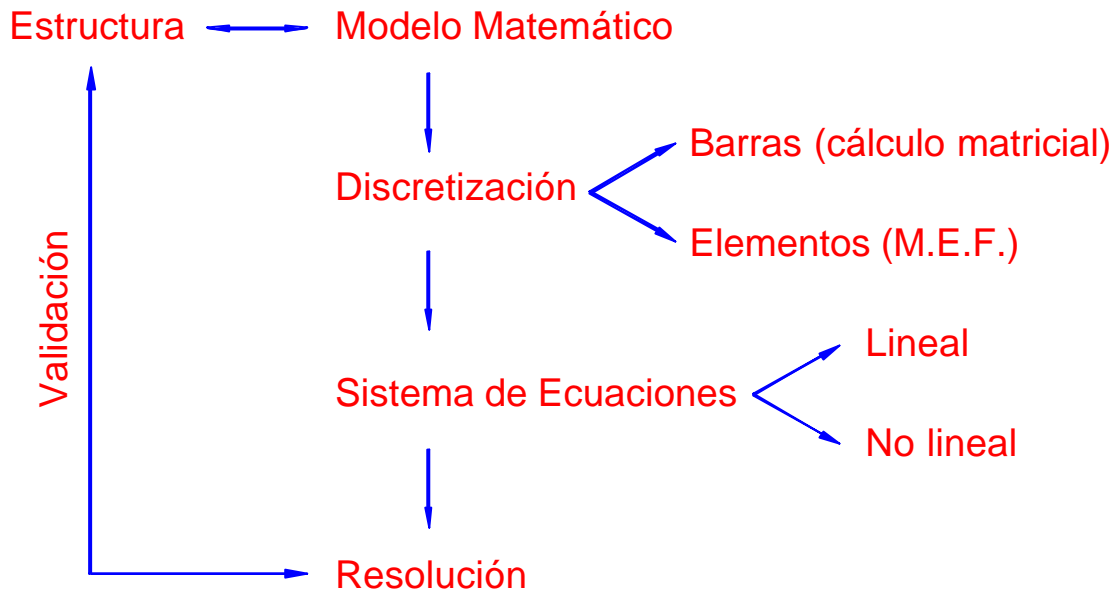 Estructura
Modelo Matemático
Barras (cálculo matricial)
Discretización
Elementos (M.E.F.)
Validación
Lineal
Sistema de Ecuaciones
No lineal
Resolución